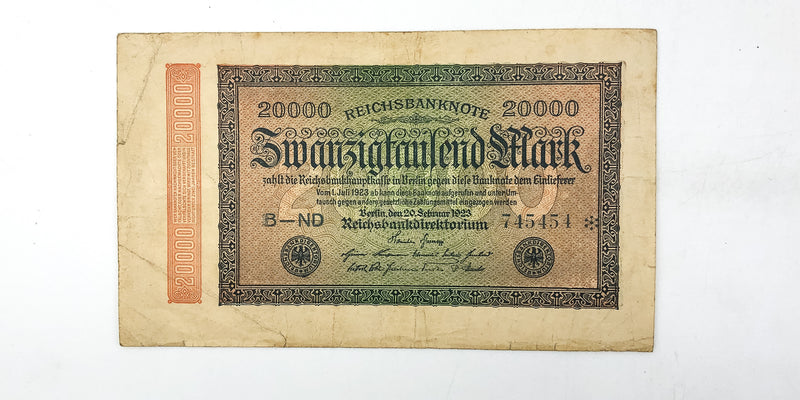 20000 REICHSBANKNOTE 20000
Zwanzigtausend Mark
zahlt die Reichsbankhauptkasse in Berlin gegen diese Banknote dem Einlieferer
Vom 1. Juli 1923 ab kann diese Banknote aufgerufen und unter Um-
tausch gegen andere gesetzliche Zahlungsmittel eingezogen werden
Berlin, den 20. Februar 1923
Reichsbankdirektorium
B–ND 745454 ✻
20000
20000